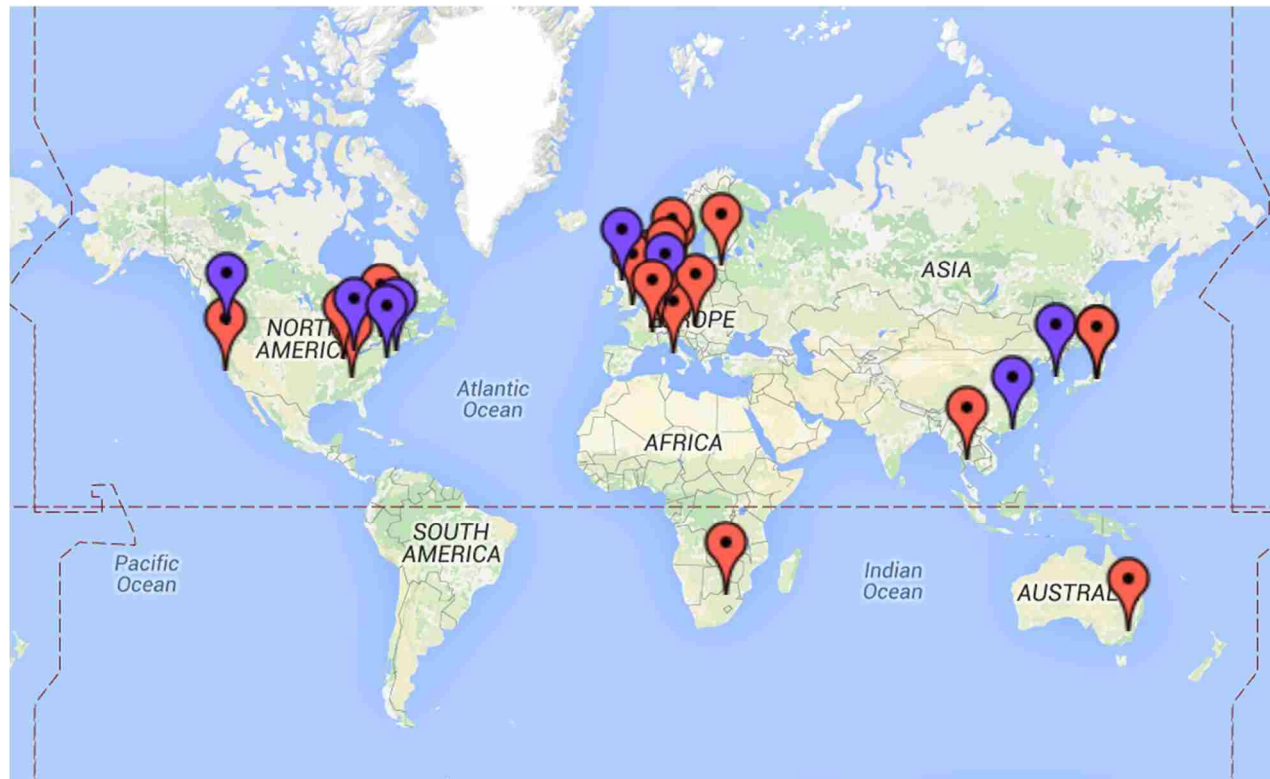 ASIA
NORTH
AMERICA
EUROPE
Atlantic
Ocean
AFRICA
SOUTH
AMERICA
Pacific
Ocean
Indian
Ocean
AUSTRAL